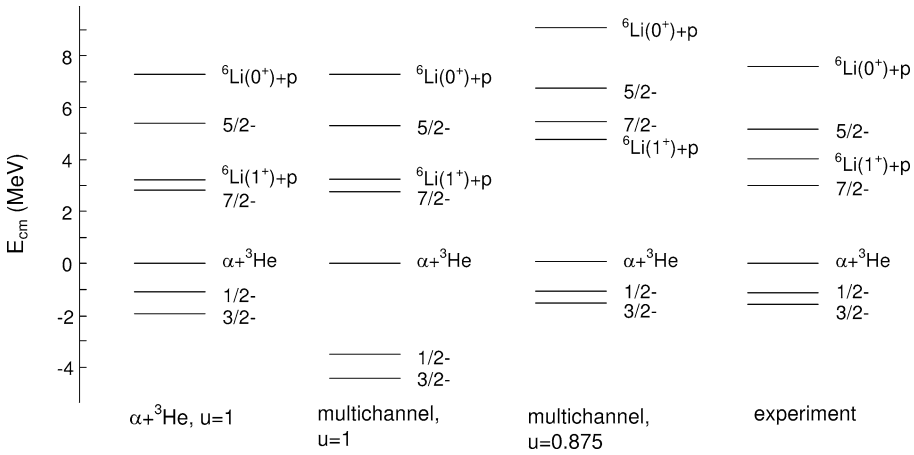 E_cm (MeV)
8
6
4
2
0
-2
-4
⁶Li(0⁺)+p
5/2-
⁶Li(1⁺)+p
7/2-
α+³He
1/2-
3/2-
α+³He, u=1
⁶Li(0⁺)+p
5/2-
⁶Li(1⁺)+p
7/2-
α+³He
1/2-
3/2-
multichannel,
u=1
⁶Li(0⁺)+p
5/2-
7/2-
⁶Li(1⁺)+p
α+³He
1/2-
3/2-
multichannel,
u=0.875
⁶Li(0⁺)+p
5/2-
⁶Li(1⁺)+p
7/2-
α+³He
1/2-
3/2-
experiment